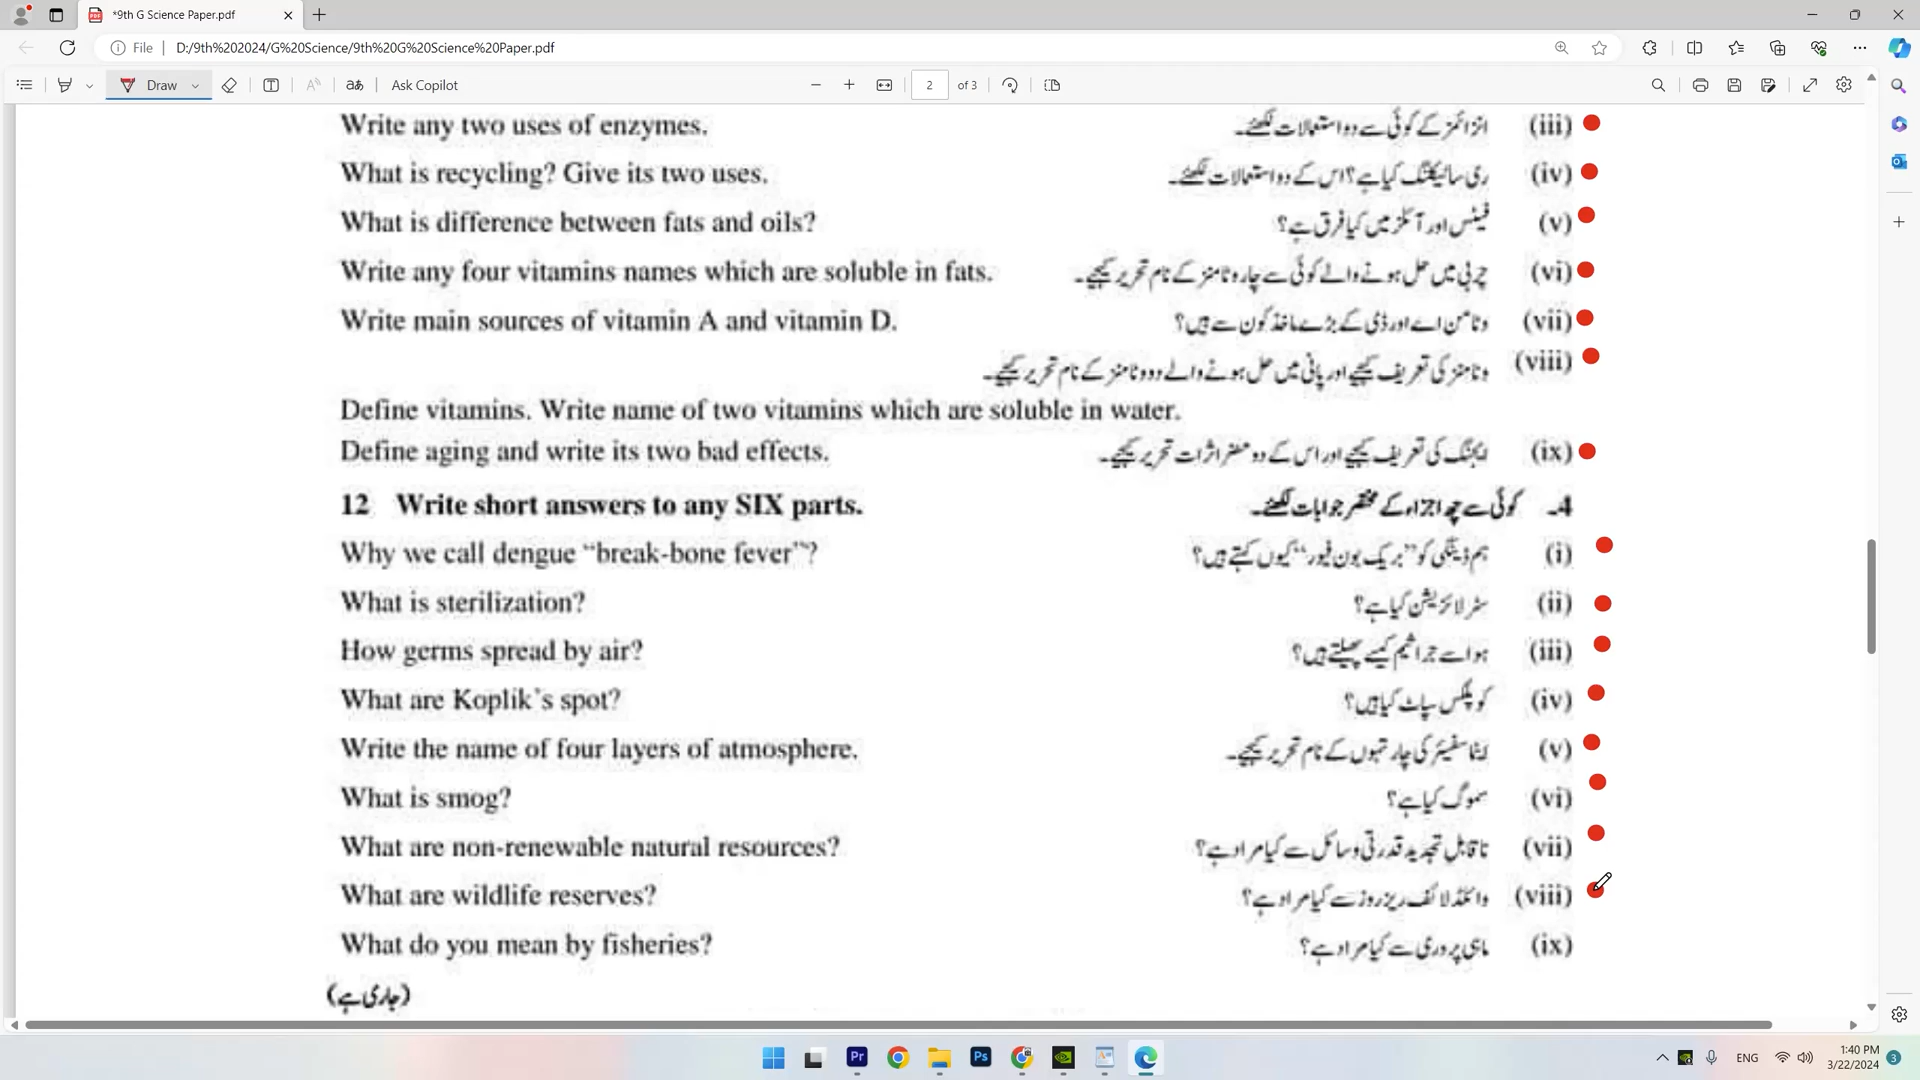 *9th G Science Paper.pdf
File D:/9th%202024/G%20Science/9th%20G%20Science%20Paper.pdf
Draw Ask Copilot 2 of 3
Write any two uses of enzymes. انزائمز کے کوئی سے دو استعمالات لکھئے۔ (iii)
What is recycling? Give its two uses. ری سائیکلنگ کیا ہے؟ اس کے دو استعمالات لکھئے۔ (iv)
What is difference between fats and oils? فیٹس اور آئلز میں کیا فرق ہے؟ (v)
Write any four vitamins names which are soluble in fats. چربی میں حل ہونے والے کوئی سے چار وٹامنز کے نام تحریر کیجیے۔ (vi)
Write main sources of vitamin A and vitamin D. وٹامن اے اور ڈی کے بڑے ماخذ کون سے ہیں؟ (vii)
وٹامنز کی تعریف کیجیے اور پانی میں حل ہونے والے دو وٹامنز کے نام تحریر کیجیے۔ (viii)
Define vitamins. Write name of two vitamins which are soluble in water.
Define aging and write its two bad effects. ایجنگ کی تعریف کیجیے اور اس کے دو مضر اثرات تحریر کیجیے۔ (ix)
12 Write short answers to any SIX parts. کوئی سے چھ اجزاء کے مختصر جوابات لکھئے۔ 4۔
Why we call dengue “break-bone fever”? ہم ڈینگی کو ”بریک بون فیور“ کیوں کہتے ہیں؟ (i)
What is sterilization? سٹرلائزیشن کیا ہے؟ (ii)
How germs spread by air? ہوا سے جراثیم کیسے پھیلتے ہیں؟ (iii)
What are Koplik's spot? کوپلکس سپاٹ کیا ہیں؟ (iv)
Write the name of four layers of atmosphere. ایٹماسفیئر کی چار تہوں کے نام تحریر کیجیے۔ (v)
What is smog? سموگ کیا ہے؟ (vi)
What are non-renewable natural resources? ناقابل تجدید قدرتی وسائل سے کیا مراد ہے؟ (vii)
What are wildlife reserves? وائلڈ لائف ریزروز سے کیا مراد ہے؟ (viii)
What do you mean by fisheries? ماہی پروری سے کیا مراد ہے؟ (ix)
(جاری ہے)
ENG 1:40 PM
3/22/2024 3